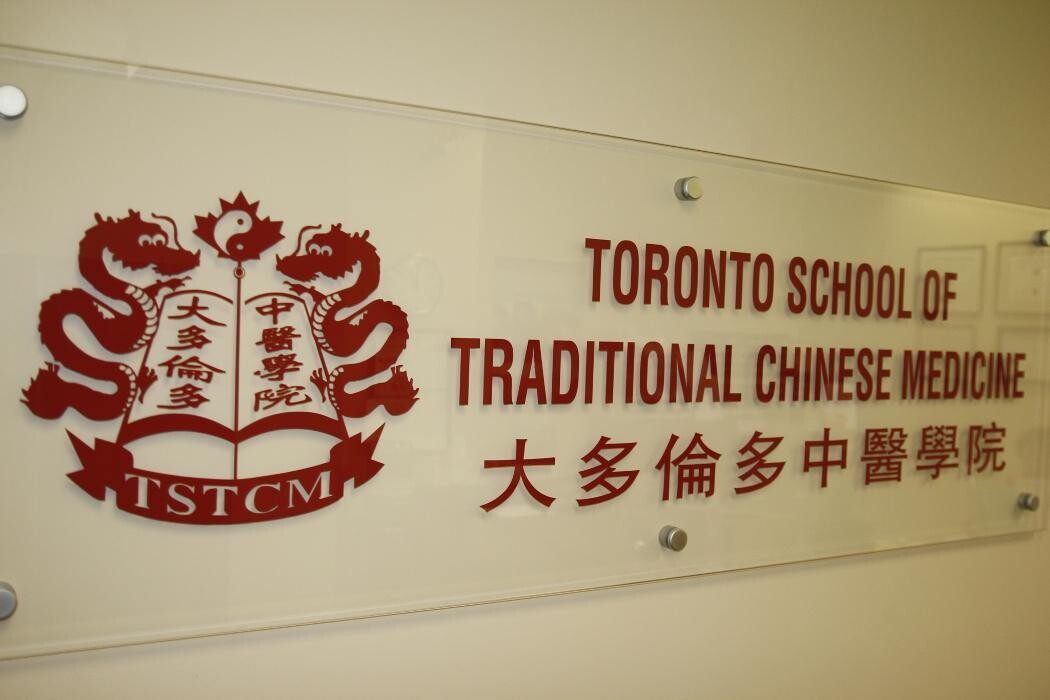 大多倫多
中醫學院
TSTCM
TORONTO SCHOOL OF
TRADITIONAL CHINESE MEDICINE
大多倫多中醫學院